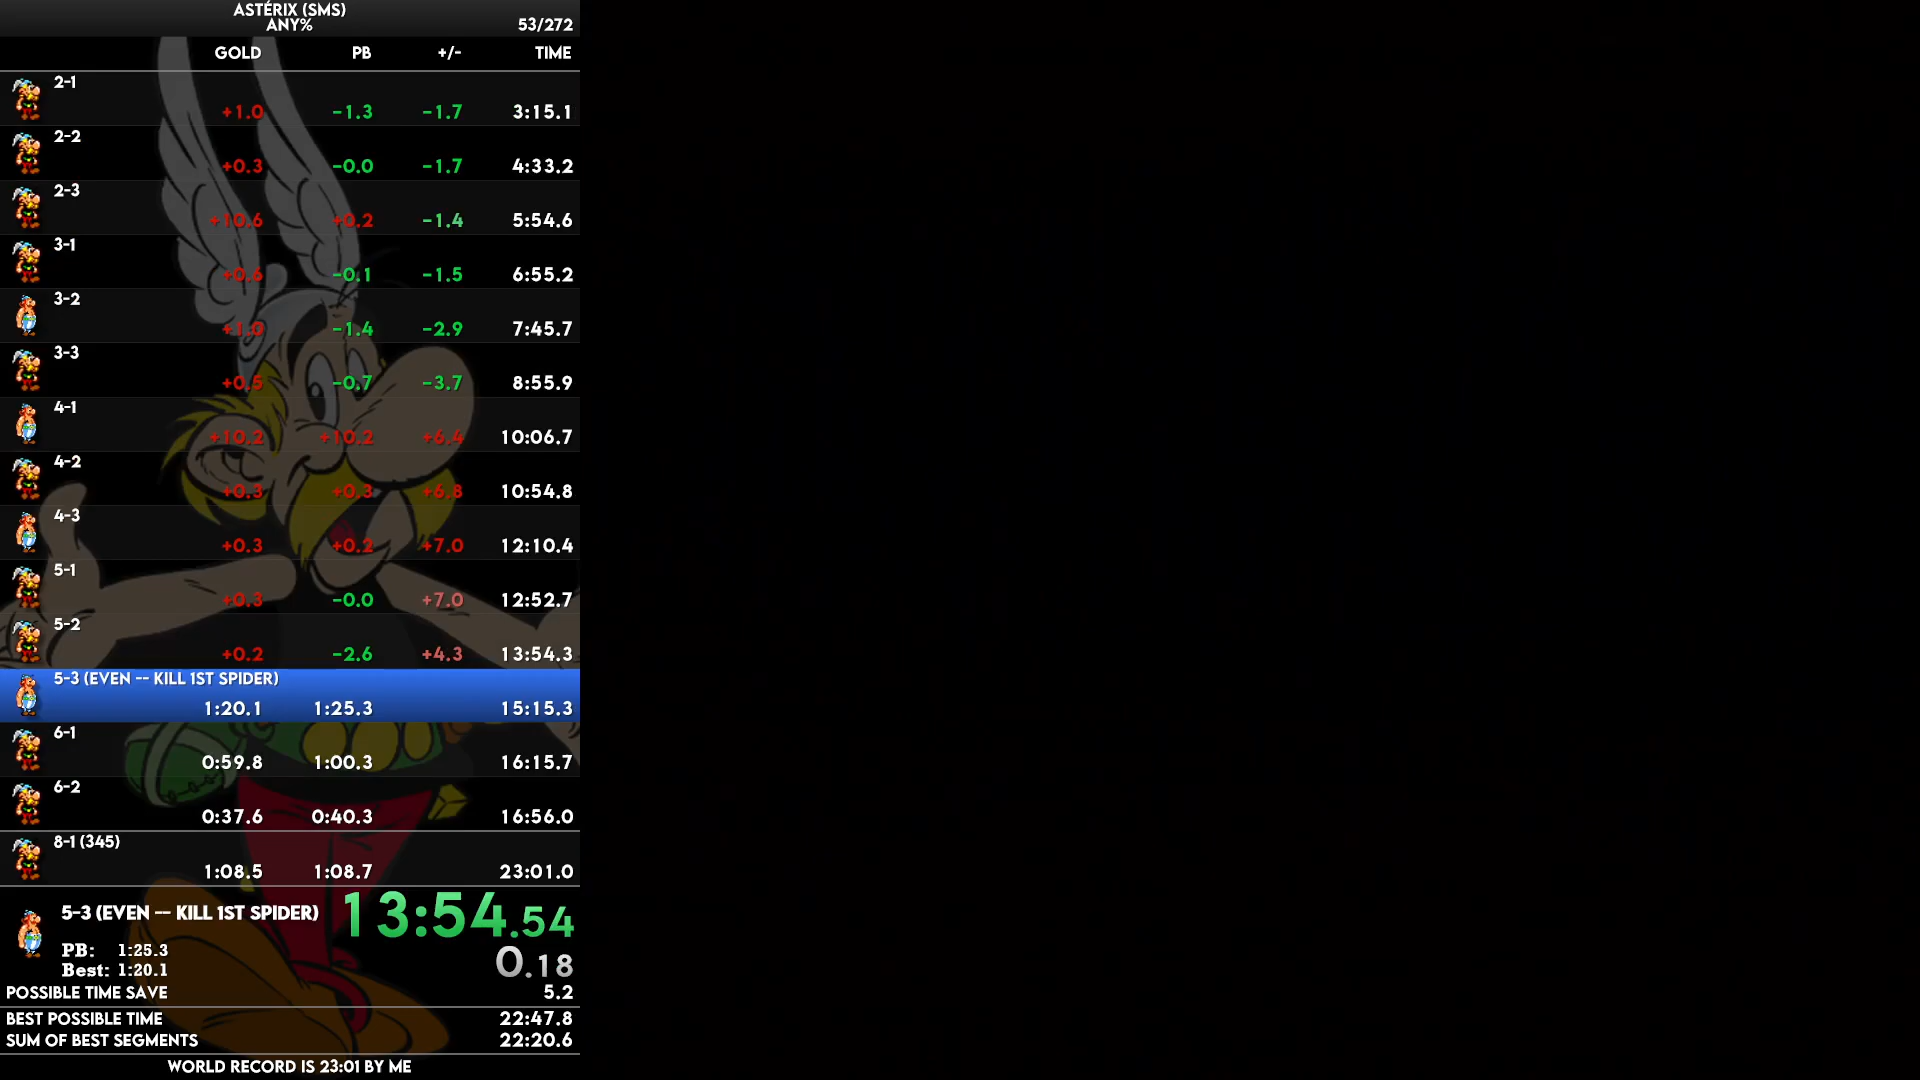 ASTÉRIX (SMS)
ANY%
53/272
GOLD PB +/- TIME
2-1
+1.0 -1.3 -1.7 3:15.1
2-2
+0.3 -0.0 -1.7 4:33.2
2-3
+10.6 +0.2 -1.4 5:54.6
3-1
+0.6 -0.1 -1.5 6:55.2
3-2
+1.0 -1.4 -2.9 7:45.7
3-3
+0.5 -0.7 -3.7 8:55.9
4-1
+10.2 +10.2 +6.4 10:06.7
4-2
+0.3 +0.3 +6.8 10:54.8
4-3
+0.3 +0.2 +7.0 12:10.4
5-1
+0.3 -0.0 +7.0 12:52.7
5-2
+0.2 -2.6 +4.3 13:54.3
5-3 (EVEN -- KILL 1ST SPIDER)
1:20.1 1:25.3 15:15.3
6-1
0:59.8 1:00.3 16:15.7
6-2
0:37.6 0:40.3 16:56.0
8-1 (345)
1:08.5 1:08.7 23:01.0
5-3 (EVEN -- KILL 1ST SPIDER) 13:54.54
PB: 1:25.3
0.18
Best: 1:20.1
POSSIBLE TIME SAVE 5.2
BEST POSSIBLE TIME 22:47.8
SUM OF BEST SEGMENTS 22:20.6
WORLD RECORD IS 23:01 BY ME